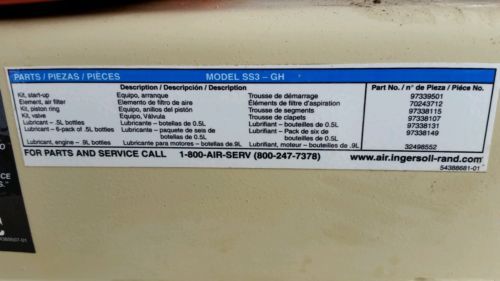 PARTS / PIEZAS / PIÈCES MODEL SS3 – GH
Description / Descripción / Description Part No. / n° de Pieza / Pièce No.
Kit, start-up Equipo, arranque Trousse de démarrage 97339501
Element, air filter Elemento de filtro de aire Éléments de filtre d'aspiration 70243712
Kit, piston ring Equipo, anillos del pistón Trousse de segments 97338115
Kit, valve Equipo, Válvula Trousse de clapets 97338107
Lubricant – .5L bottles Lubricante – botellas de 0.5L Lubrifiant – bouteilles de 0.5L 97338131
Lubricant – 6-pack of .5L bottles Lubricante – paquete de seis de Lubrifiant – Pack de six de 97338149
botellas de 0.5L bouteilles de 0.5L
Lubricant, engine – .9L bottles Lubricante para motores – botellas de .9L Lubrifiant, moteur – bouteilles de .9L 32498552
FOR PARTS AND SERVICE CALL 1-800-AIR-SERV (800-247-7378) www.air.ingersoll-rand.com
54388681-01